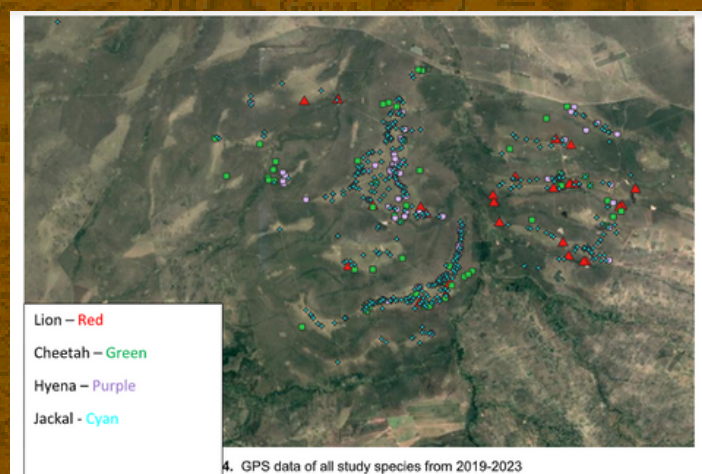 Lion – Red
Cheetah – Green
Hyena – Purple
Jackal - Cyan
4. GPS data of all study species from 2019-2023